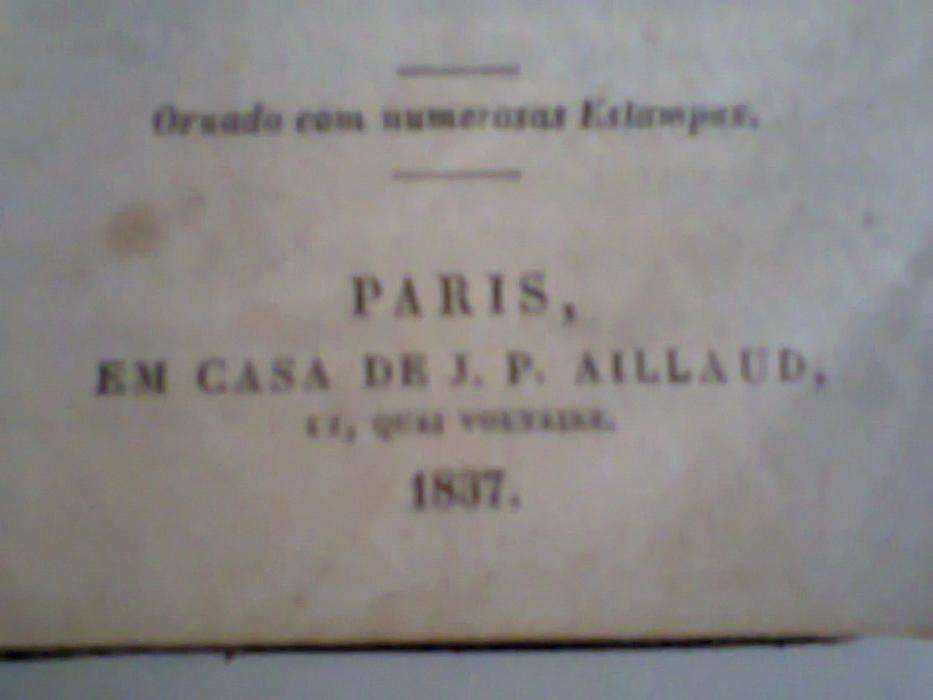 Ornado com numerosas Estampas.
PARIS,
EM CASA DE J. P. AILLAUD,
QUAI VOLTAIRE.
1837.